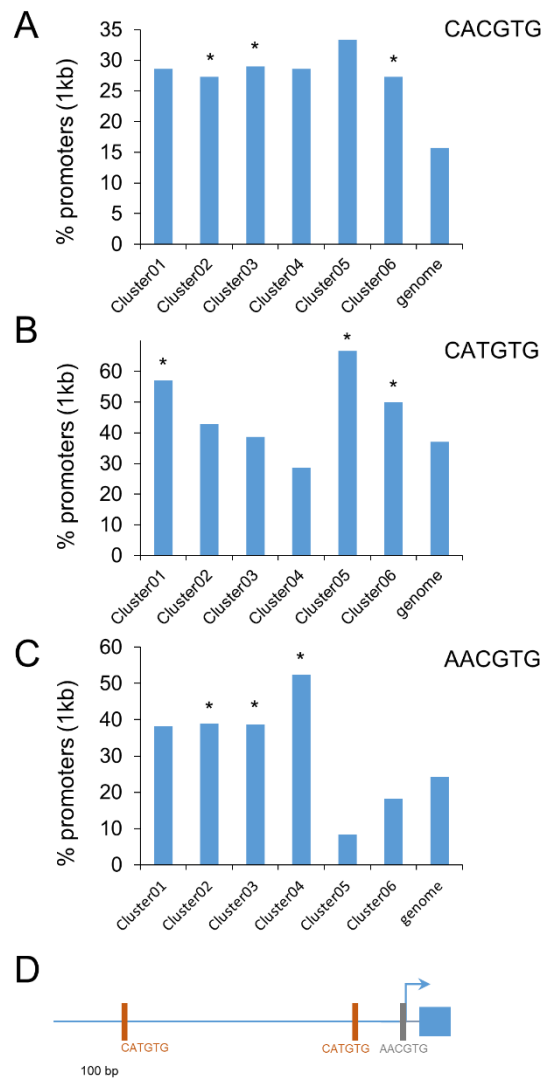 A
CACGTG
% promoters (1kb)
35
30
25
20
15
10
5
0
* * *
Cluster01 Cluster02 Cluster03 Cluster04 Cluster05 Cluster06 genome
B
CATGTG
% promoters (1kb)
60
50
40
30
20
10
0
* * *
Cluster01 Cluster02 Cluster03 Cluster04 Cluster05 Cluster06 genome
C
AACGTG
% promoters (1kb)
60
50
40
30
20
10
0
* * *
Cluster01 Cluster02 Cluster03 Cluster04 Cluster05 Cluster06 genome
D
CATGTG CATGTG AACGTG
100 bp